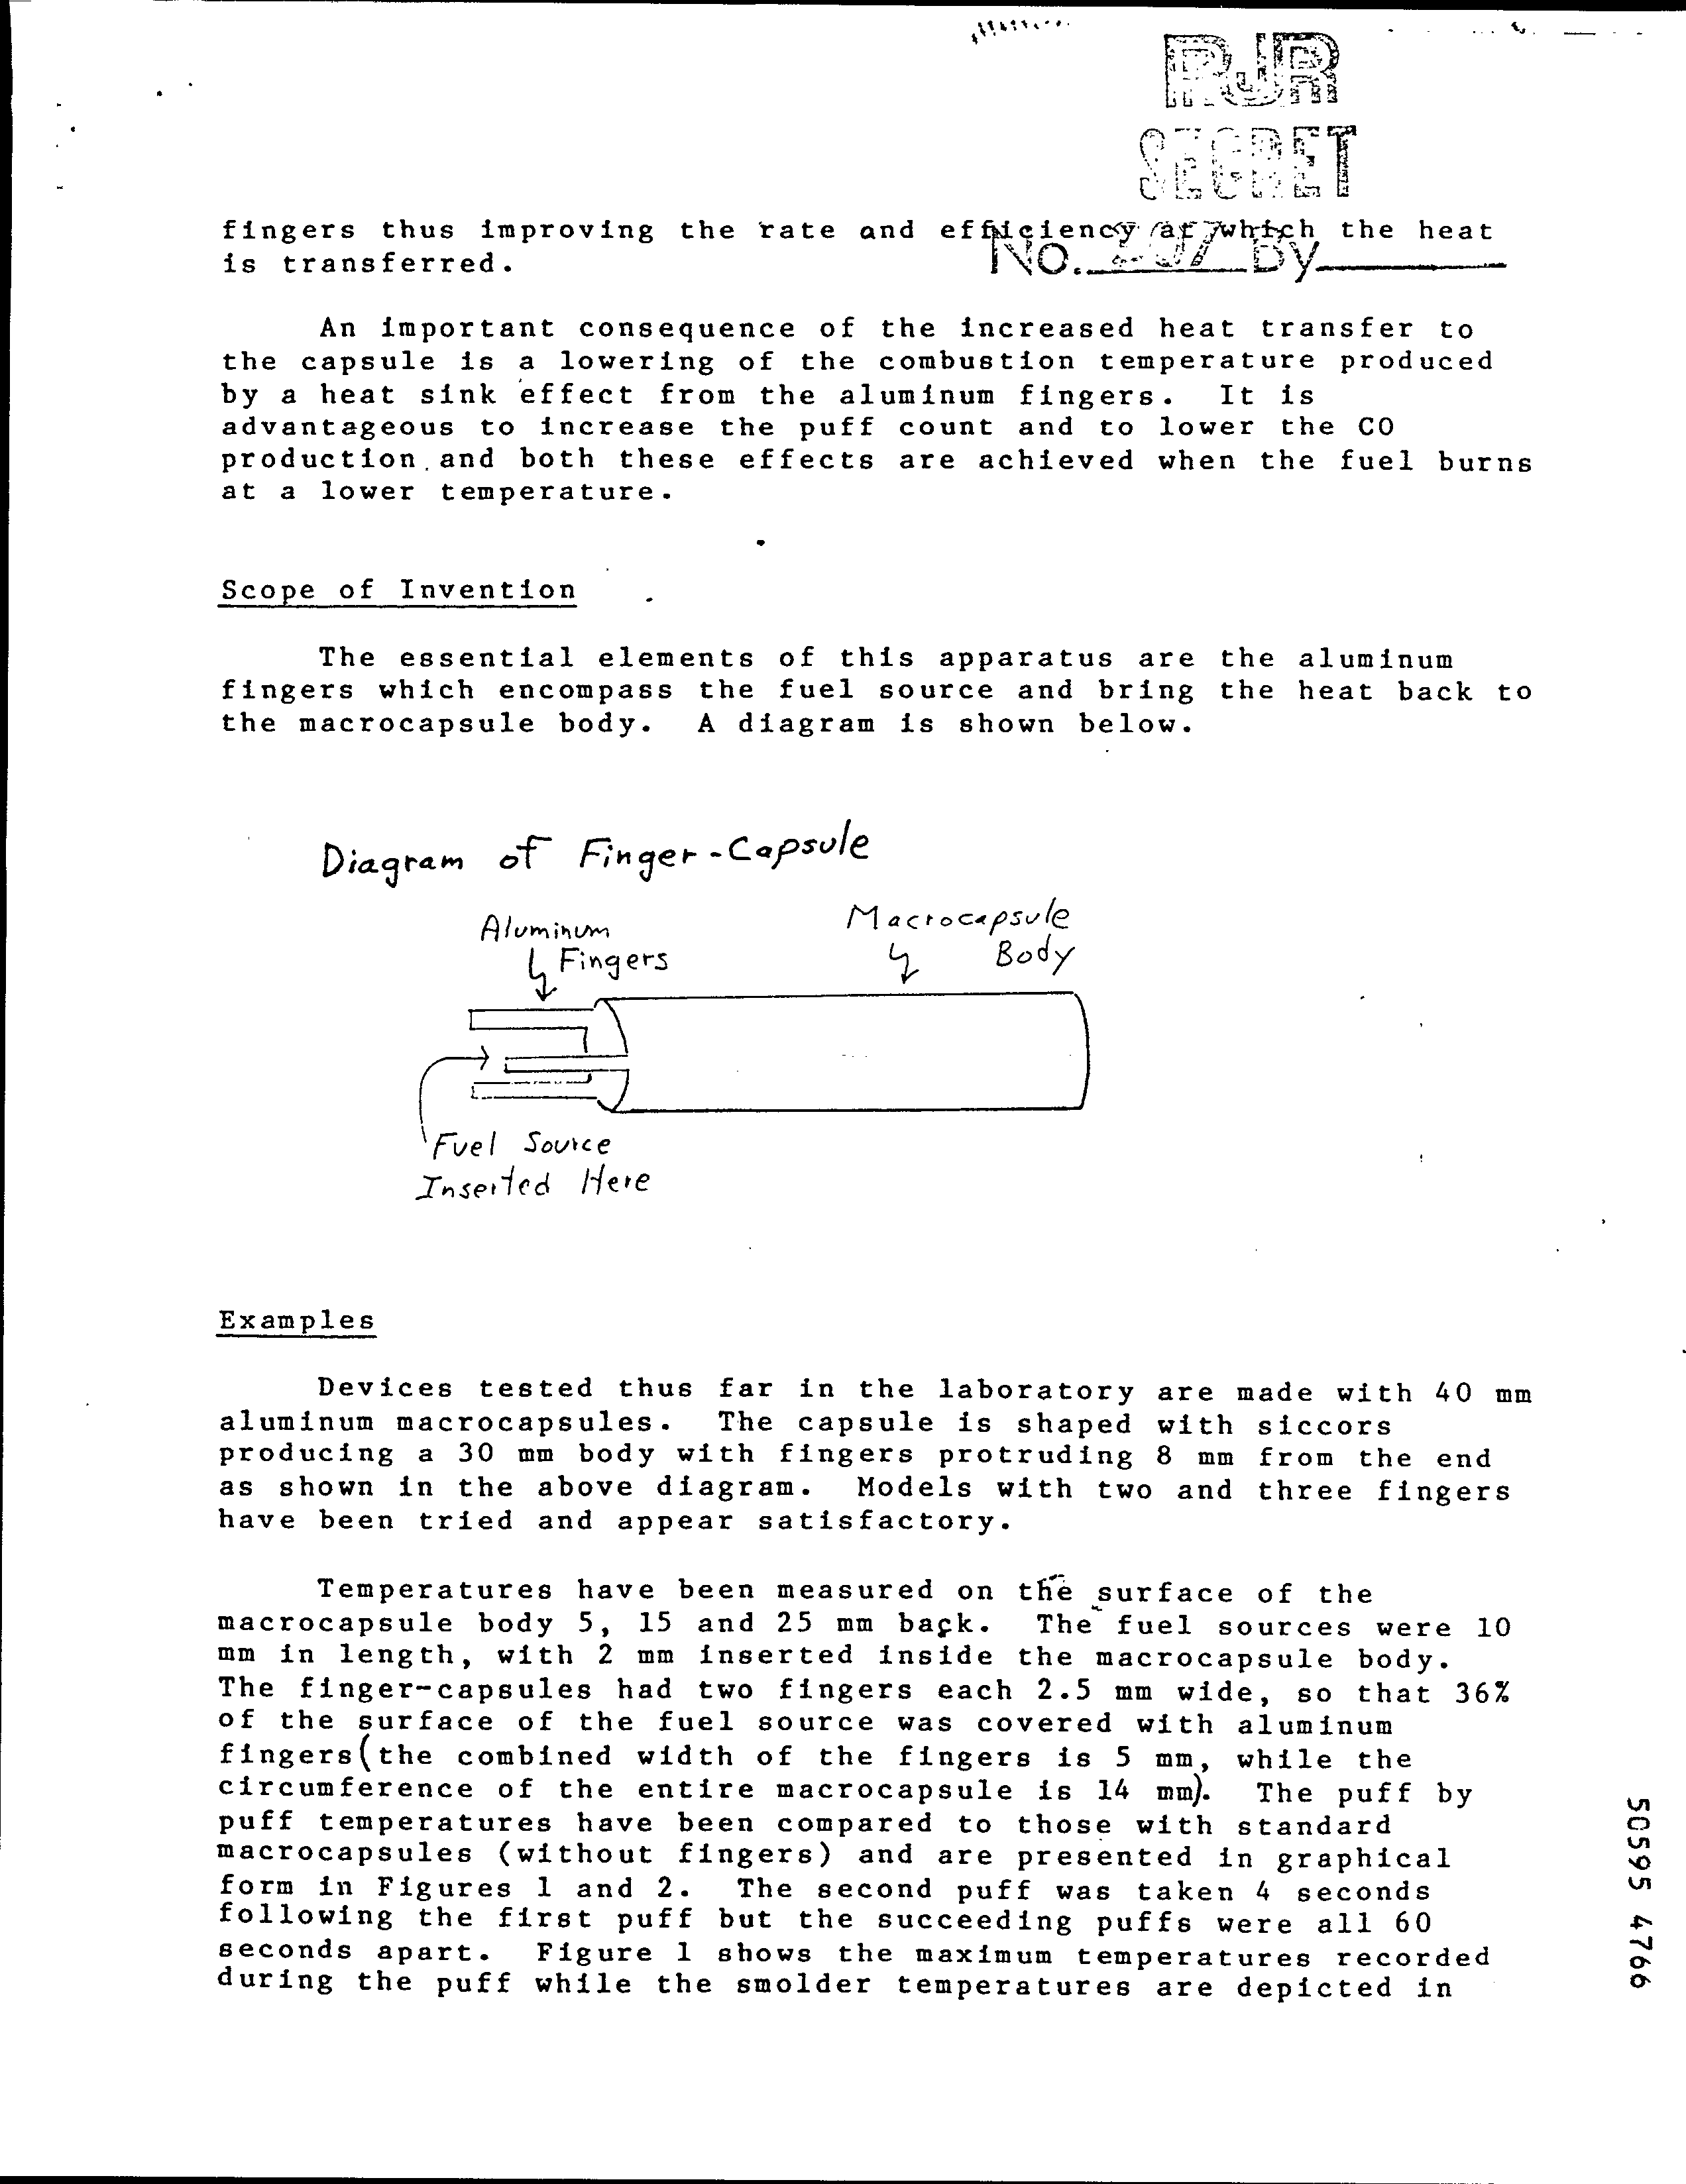 RJR
SECRET
fingers thus improving the rate and efficiency at which the heat
No. 207 By
is transferred.
An important consequence of the increased heat transfer to
the capsule is a lowering of the combustion temperature produced
by a heat sink effect from the aluminum fingers. It is
advantageous to increase the puff count and to lower the CO
production and both these effects are achieved when the fuel burns
at a lower temperature.
Scope of Invention
The essential elements of this apparatus are the aluminum
fingers which encompass the fuel source and bring the heat back to
the macrocapsule body. A diagram is shown below.
Diagram of Finger-Capsule
Aluminum
Fingers
Macrocapsule
Body
Fuel Source
Inserted Here
Examples
Devices tested thus far in the laboratory are made with 40 mm
aluminum macrocapsules. The capsule is shaped with siccors
producing a 30 mm body with fingers protruding 8 mm from the end
as shown in the above diagram. Models with two and three fingers
have been tried and appear satisfactory.
Temperatures have been measured on the surface of the
macrocapsule body 5, 15 and 25 mm back. The fuel sources were 10
mm in length, with 2 mm inserted inside the macrocapsule body.
The finger-capsules had two fingers each 2.5 mm wide, so that 36%
of the surface of the fuel source was covered with aluminum
fingers(the combined width of the fingers is 5 mm, while the
circumference of the entire macrocapsule is 14 mm). The puff by
puff temperatures have been compared to those with standard
macrocapsules (without fingers) and are presented in graphical
form in Figures 1 and 2. The second puff was taken 4 seconds
following the first puff but the succeeding puffs were all 60
seconds apart. Figure 1 shows the maximum temperatures recorded
during the puff while the smolder temperatures are depicted in
50595 4766